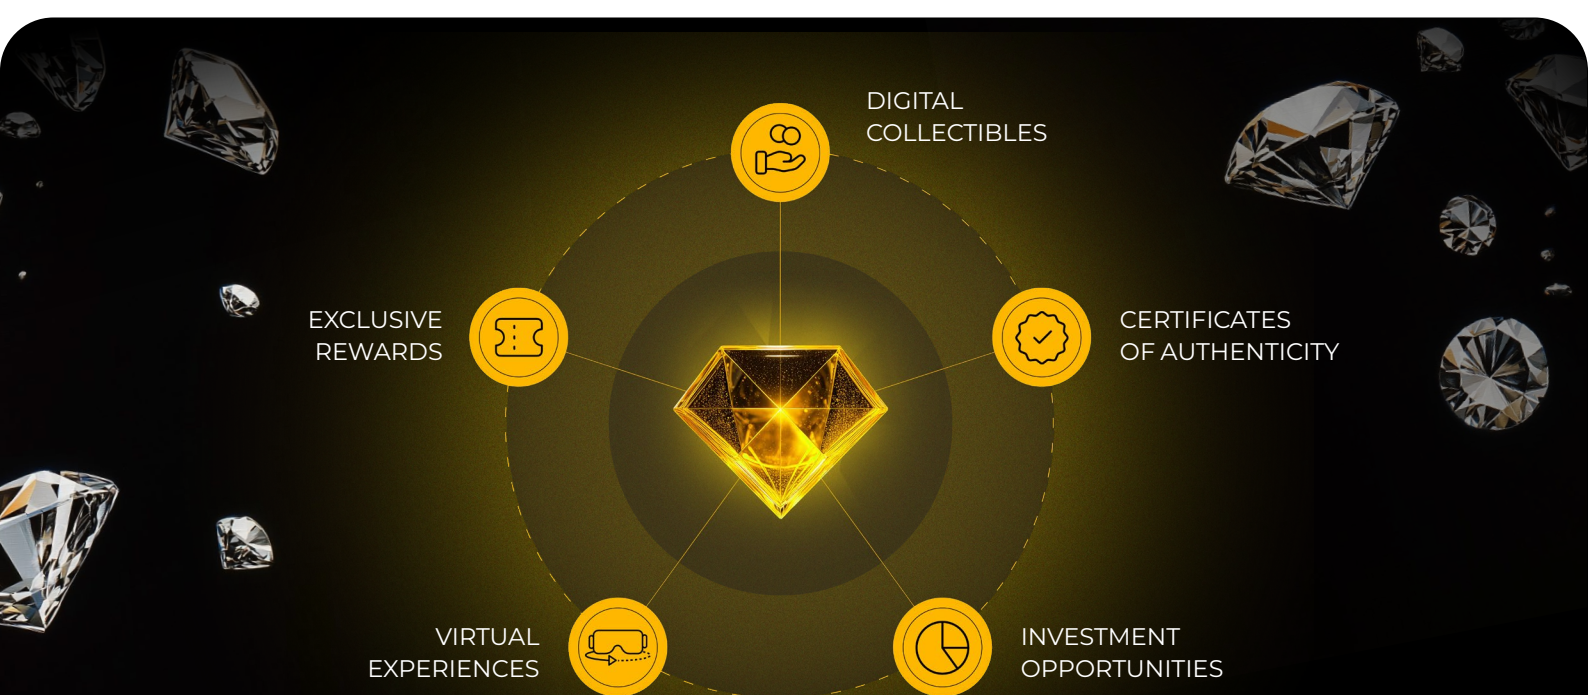 DIGITAL
COLLECTIBLES
EXCLUSIVE
REWARDS
CERTIFICATES
OF AUTHENTICITY
VIRTUAL
EXPERIENCES
INVESTMENT
OPPORTUNITIES